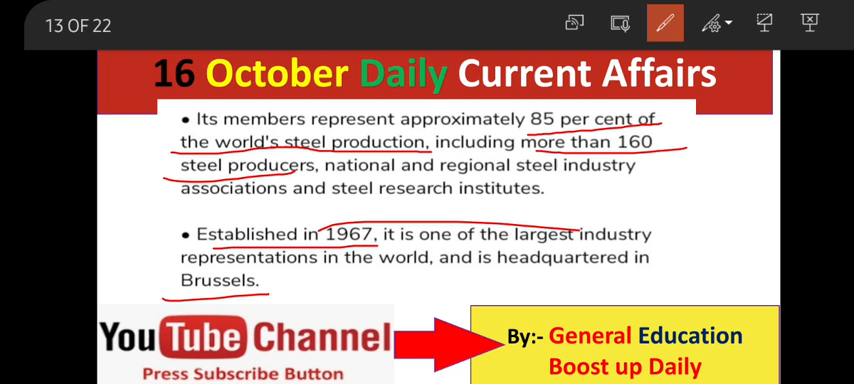 13 OF 22
16 October Daily Current Affairs
• Its members represent approximately 85 per cent of
the world's steel production, including more than 160
steel producers, national and regional steel industry
associations and steel research institutes.
• Established in 1967, it is one of the largest industry
representations in the world, and is headquartered in
Brussels.
YouTube Channel
Press Subscribe Button
By:- General Education
Boost up Daily